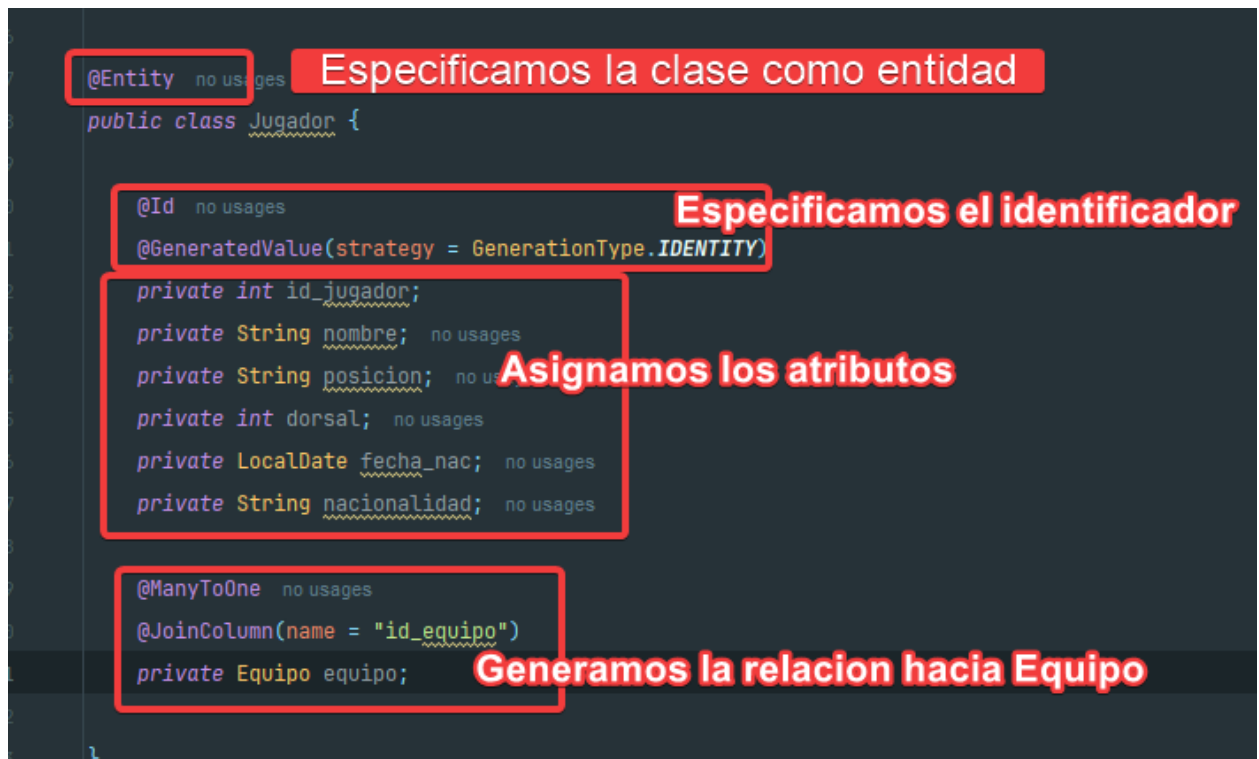 @Entity no usages Especificamos la clase como entidad
public class Jugador {
@Id no usages Especificamos el identificador
@GeneratedValue(strategy = GenerationType.IDENTITY)
private int id_jugador;
private String nombre; no usages
private String posicion; no us Asignamos los atributos
private int dorsal; no usages
private LocalDate fecha_nac; no usages
private String nacionalidad; no usages
@ManyToOne no usages
@JoinColumn(name = "id_equipo")
private Equipo equipo; Generamos la relacion hacia Equipo
}